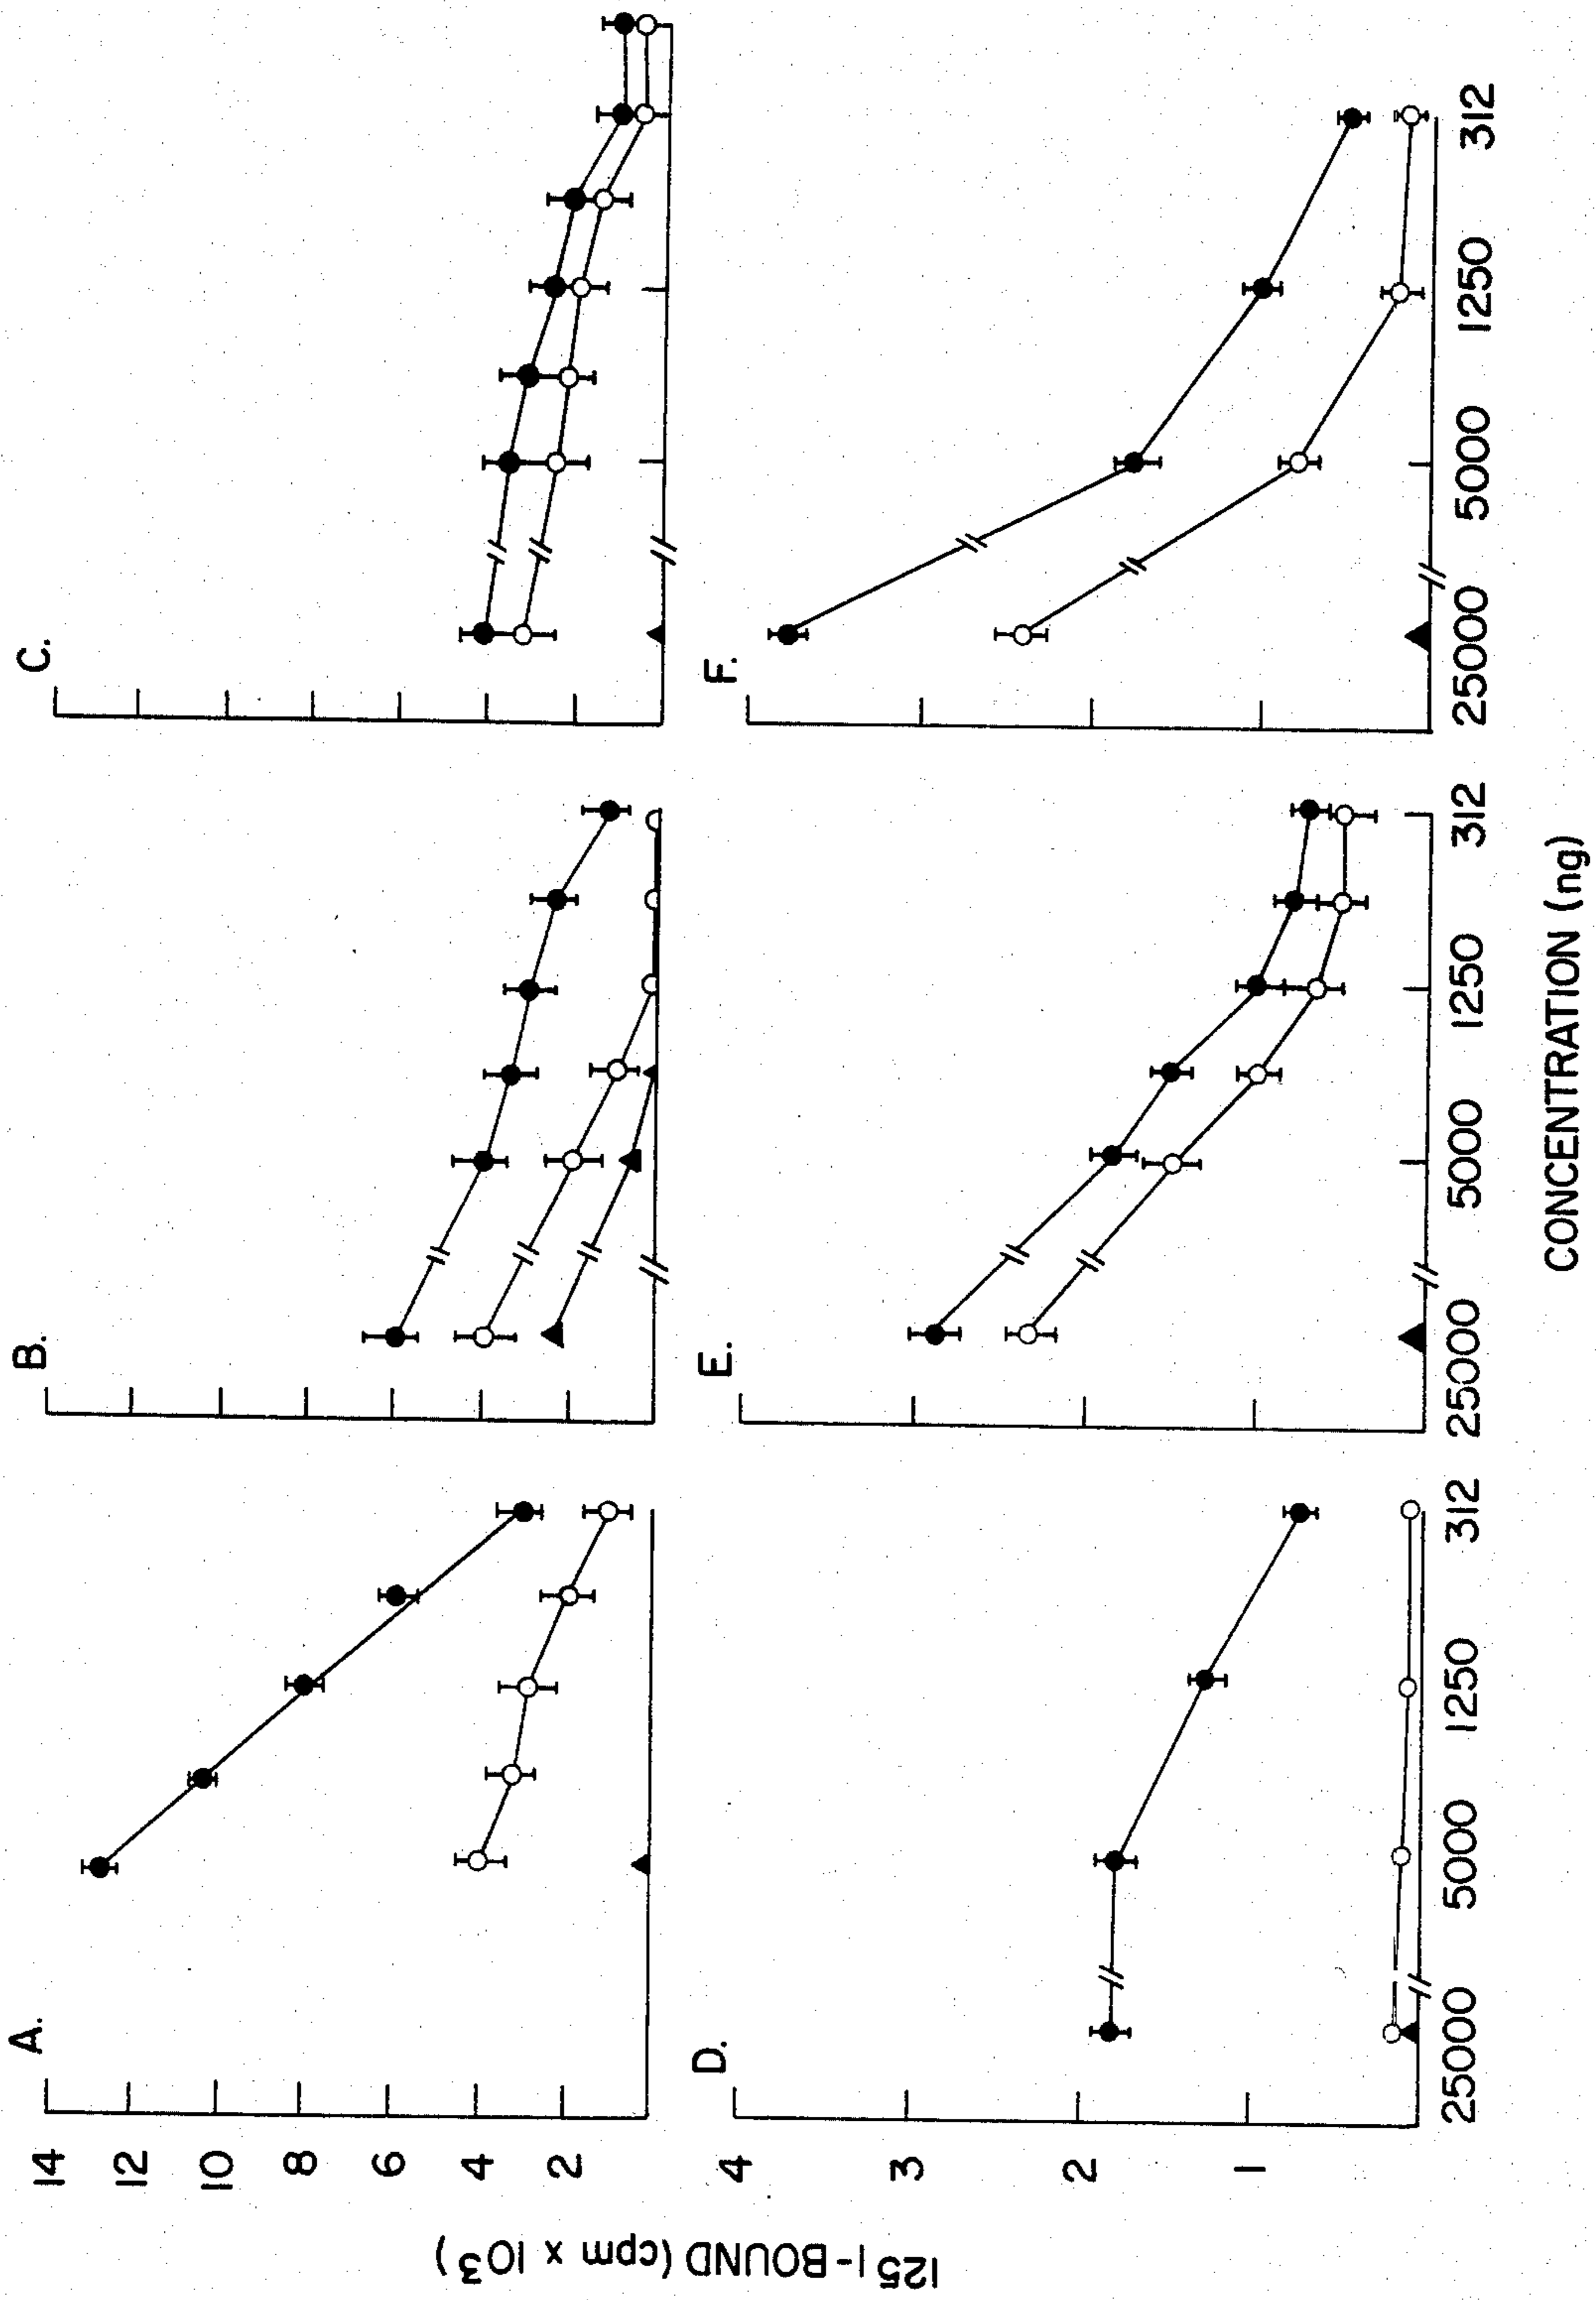 A.
B.
C.
14
12
10
8
6
4
2
D.
E.
F.
4
3
2
1
25000 5000 1250 312
25000 5000 1250 312
25000 5000 1250 312
125I-BOUND (cpm x 10³)
CONCENTRATION (ng)